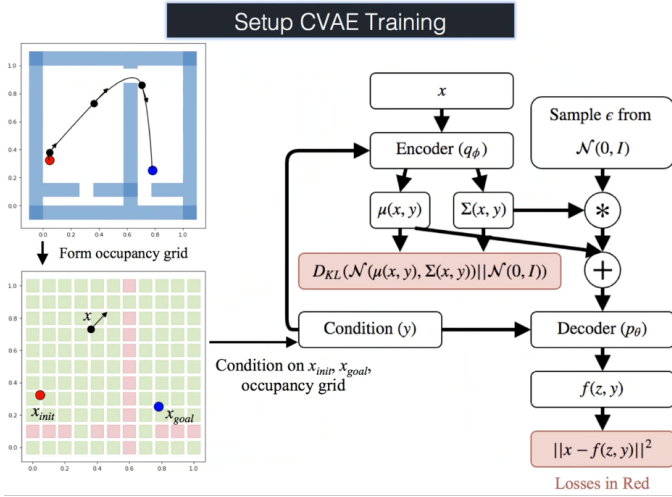 Setup CVAE Training
1.0
0.8
0.6
0.4
0.2
0.0
0.0 0.2 0.4 0.6 0.8 1.0
Form occupancy grid
1.0
0.8
0.6
0.4
0.2
0.0
x
x_init
x_goal
0.0 0.2 0.4 0.6 0.8 1.0
Condition on x_init, x_goal,
occupancy grid
x
Encoder (q_ϕ)
μ(x, y)
Σ(x, y)
D_KL(𝒩(μ(x, y), Σ(x, y))||𝒩(0, I))
Condition (y)
Sample ϵ from
𝒩(0, I)
*
+
Decoder (p_θ)
f(z, y)
||x − f(z, y)||²
Losses in Red